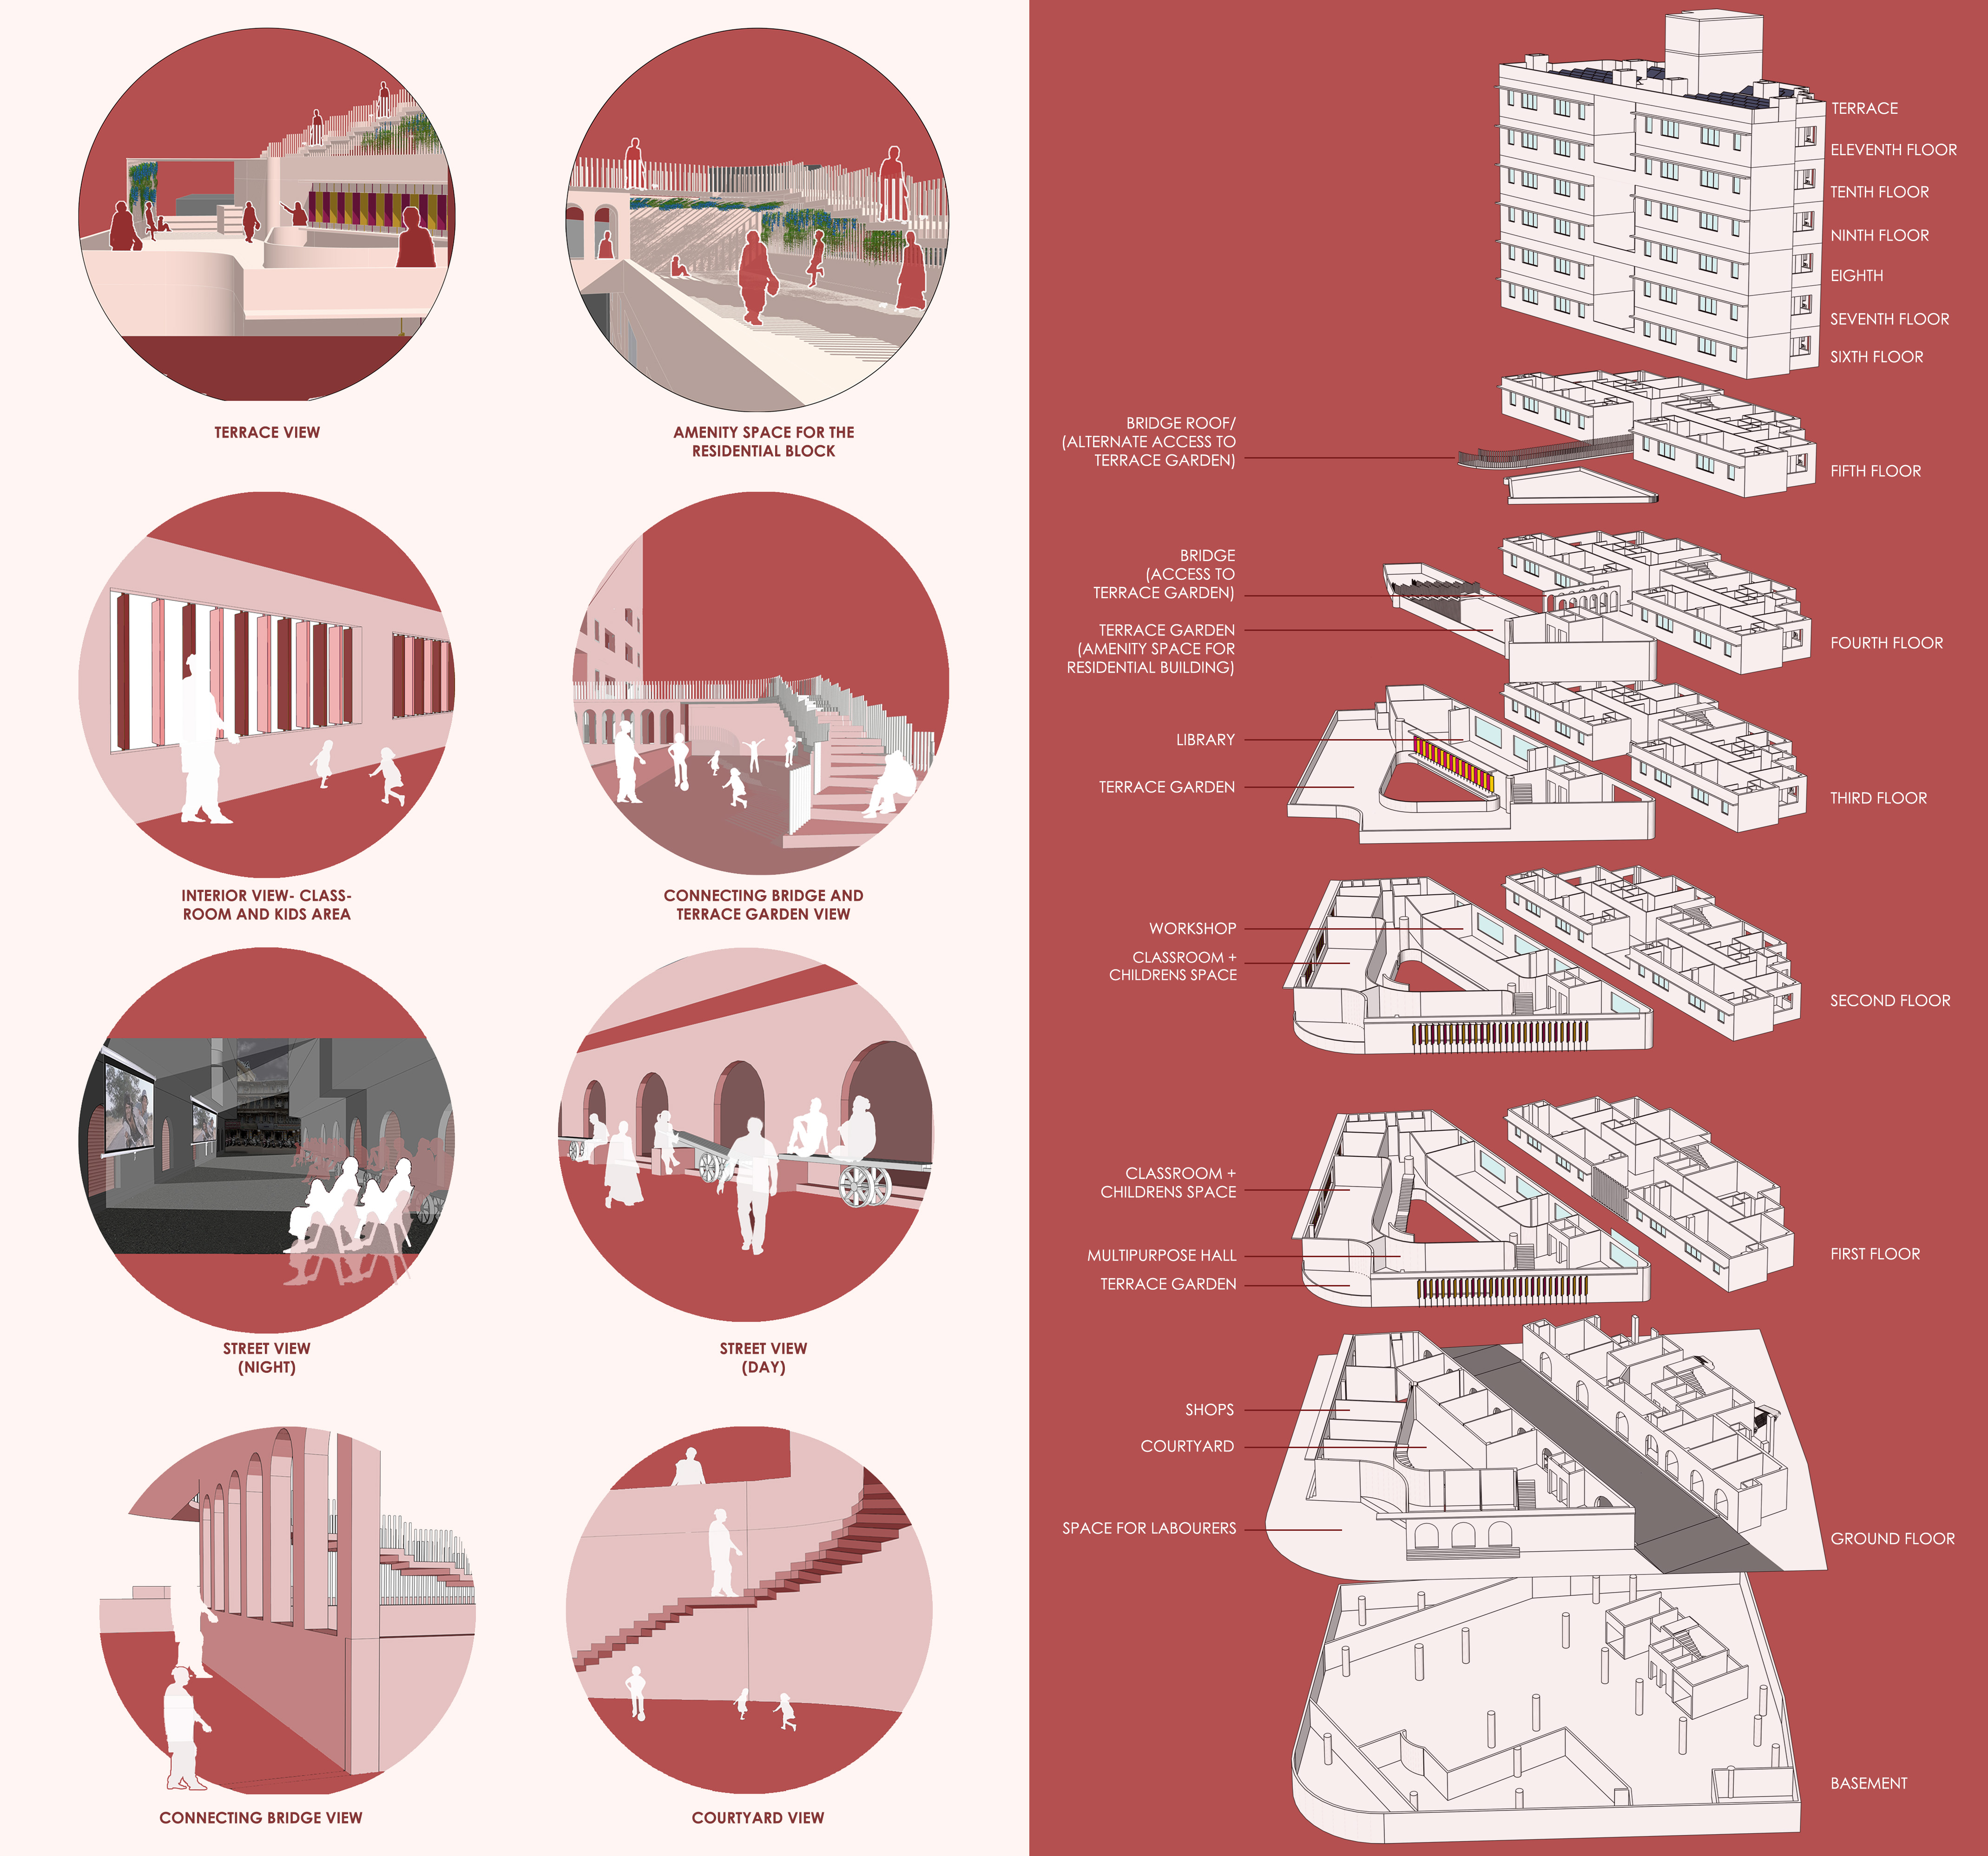 TERRACE VIEW
AMENITY SPACE FOR THE
RESIDENTIAL BLOCK
INTERIOR VIEW- CLASS-
ROOM AND KIDS AREA
CONNECTING BRIDGE AND
TERRACE GARDEN VIEW
STREET VIEW
(NIGHT)
STREET VIEW
(DAY)
CONNECTING BRIDGE VIEW
COURTYARD VIEW
TERRACE
ELEVENTH FLOOR
TENTH FLOOR
NINTH FLOOR
EIGHTH
SEVENTH FLOOR
SIXTH FLOOR
BRIDGE ROOF/
(ALTERNATE ACCESS TO
TERRACE GARDEN)
FIFTH FLOOR
BRIDGE
(ACCESS TO
TERRACE GARDEN)
TERRACE GARDEN
(AMENITY SPACE FOR
RESIDENTIAL BUILDING)
FOURTH FLOOR
LIBRARY
TERRACE GARDEN
THIRD FLOOR
WORKSHOP
CLASSROOM +
CHILDRENS SPACE
SECOND FLOOR
CLASSROOM +
CHILDRENS SPACE
MULTIPURPOSE HALL
TERRACE GARDEN
FIRST FLOOR
SHOPS
COURTYARD
SPACE FOR LABOURERS
GROUND FLOOR
BASEMENT